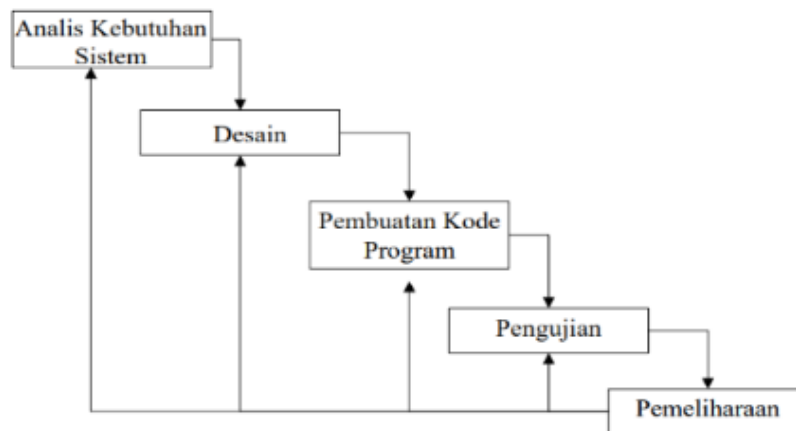 Analis Kebutuhan
Sistem
Desain
Pembuatan Kode
Program
Pengujian
Pemeliharaan